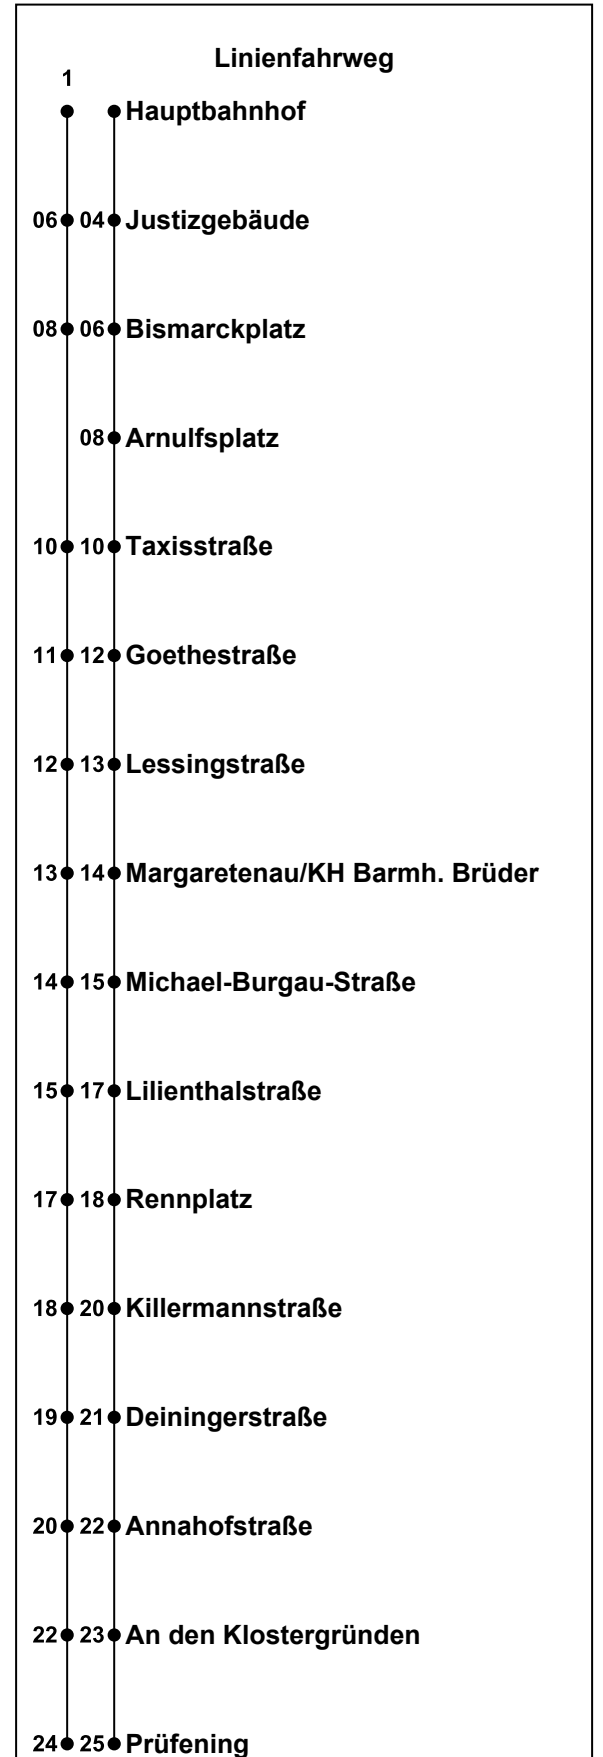 Linienfahrweg
1
Hauptbahnhof
06 04 Justizgebäude
08 06 Bismarckplatz
08 Arnulfsplatz
10 10 Taxisstraße
11 12 Goethestraße
12 13 Lessingstraße
13 14 Margaretenau/KH Barmh. Brüder
14 15 Michael-Burgau-Straße
15 17 Lilienthalstraße
17 18 Rennplatz
18 20 Killermannstraße
19 21 Deiningerstraße
20 22 Annahofstraße
22 23 An den Klostergründen
24 25 Prüfening